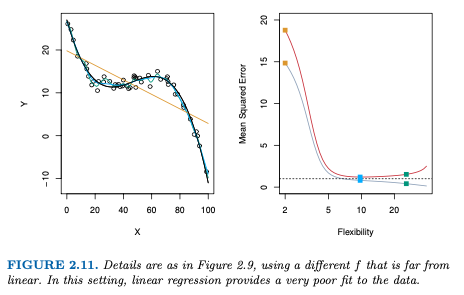 Y
20
10
0
−10
0 20 40 60 80 100
X
Mean Squared Error
20
15
10
5
0
2 5 10 20
Flexibility
FIGURE 2.11. Details are as in Figure 2.9, using a different f that is far from
linear. In this setting, linear regression provides a very poor fit to the data.